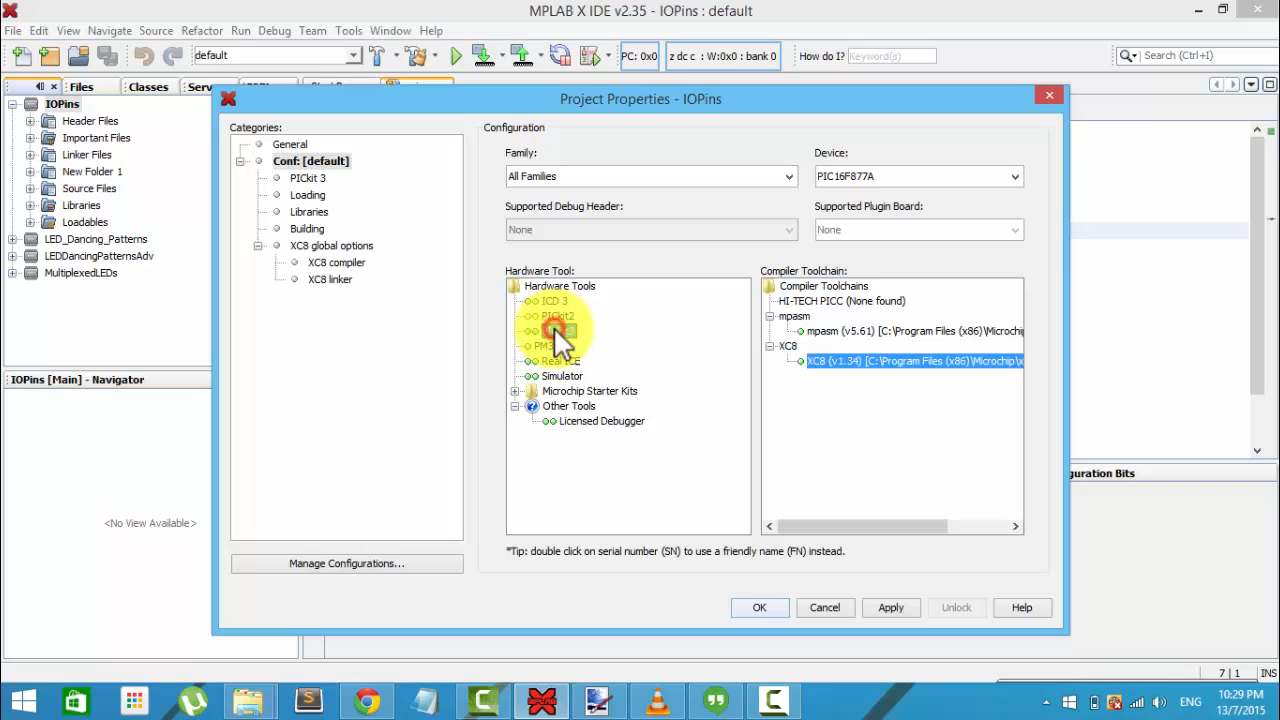 MPLAB X IDE v2.35 - IOPins : default
File Edit View Navigate Source Refactor Run Debug Team Tools Window Help
default
PC: 0x0
z dc c : W:0x0 : bank 0
How do I?
Keyword(s)
Search (Ctrl+I)
Files
Classes
Project Properties - IOPins
IOPins
Header Files
Important Files
Linker Files
New Folder 1
Source Files
Libraries
Loadables
LED_Dancing_Patterns
LEDDancingPatternsAdv
MultiplexedLEDs
IOPins [Main] - Navigator
<No View Available>
Categories:
General
Conf: [default]
PICkit 3
Loading
Libraries
Building
XC8 global options
XC8 compiler
XC8 linker
Manage Configurations...
Configuration
Family:
All Families
Device:
PIC16F877A
Supported Debug Header:
None
Supported Plugin Board:
None
Hardware Tool:
Hardware Tools
ICD 3
PICkit2
Simulator
Microchip Starter Kits
Other Tools
Licensed Debugger
Compiler Toolchain:
Compiler Toolchains
HI-TECH PICC (None found)
mpasm
mpasm (v5.61) [C:\Program Files (x86)\Microchip
XC8
XC8 (v1.34) [C:\Program Files (x86)\Microchip\x
*Tip: double click on serial number (SN) to use a friendly name (FN) instead.
OK
Cancel
Apply
Unlock
Help
guration Bits
7 | 1
INS
ENG
10:29 PM
13/7/2015